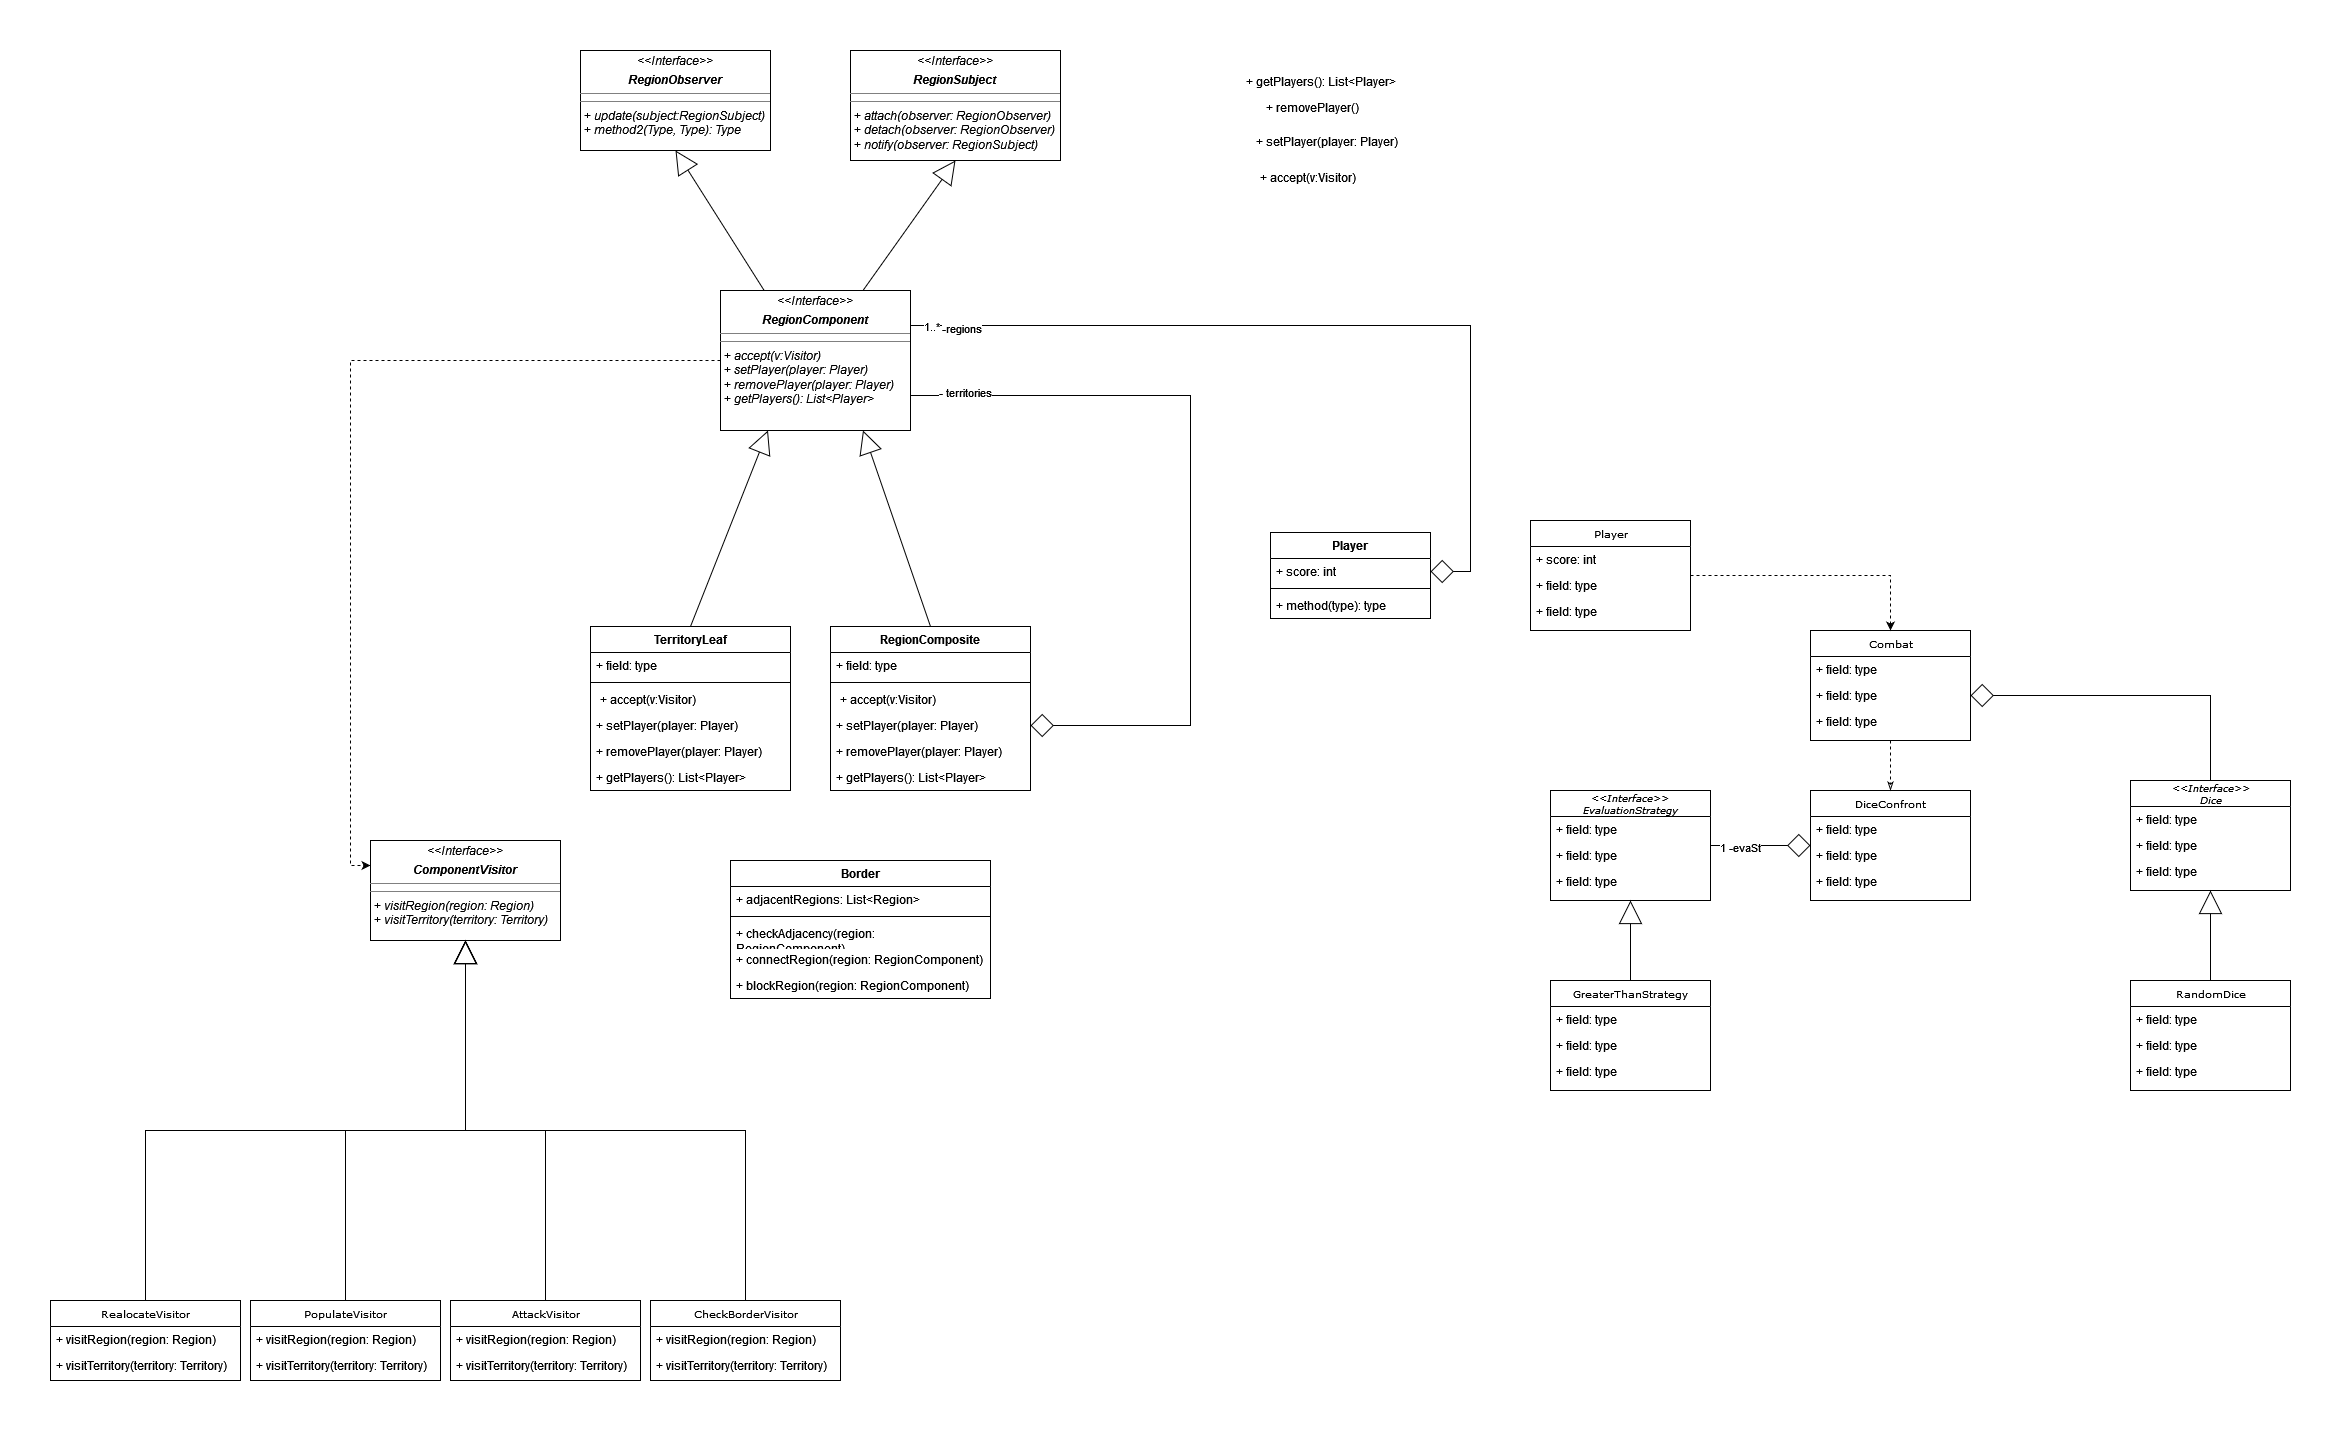 <<Interface>>
RegionObserver
+ update(subject:RegionSubject)
+ method2(Type, Type): Type
<<Interface>>
RegionSubject
+ attach(observer: RegionObserver)
+ detach(observer: RegionObserver)
+ notify(observer: RegionSubject)
+ getPlayers(): List<Player>
+ removePlayer()
+ setPlayer(player: Player)
+ accept(v:Visitor)
<<Interface>>
RegionComponent
+ accept(v:Visitor)
+ setPlayer(player: Player)
+ removePlayer(player: Player)
+ getPlayers(): List<Player>
1..*
-regions
- territories
TerritoryLeaf
+ field: type
+ accept(v:Visitor)
+ setPlayer(player: Player)
+ removePlayer(player: Player)
+ getPlayers(): List<Player>
RegionComposite
+ field: type
+ accept(v:Visitor)
+ setPlayer(player: Player)
+ removePlayer(player: Player)
+ getPlayers(): List<Player>
Player
+ score: int
+ method(type): type
Player
+ score: int
+ field: type
+ field: type
Combat
+ field: type
+ field: type
+ field: type
<<Interface>>
EvaluationStrategy
+ field: type
+ field: type
+ field: type
1 -evaSt
DiceConfront
+ field: type
+ field: type
+ field: type
<<Interface>>
Dice
+ field: type
+ field: type
+ field: type
GreaterThanStrategy
+ field: type
+ field: type
+ field: type
RandomDice
+ field: type
+ field: type
+ field: type
<<Interface>>
ComponentVisitor
+ visitRegion(region: Region)
+ visitTerritory(territory: Territory)
Border
+ adjacentRegions: List<Region>
+ checkAdjacency(region:
RegionComponent)
+ connectRegion(region: RegionComponent)
+ blockRegion(region: RegionComponent)
RealocateVisitor
+ visitRegion(region: Region)
+ visitTerritory(territory: Territory)
PopulateVisitor
+ visitRegion(region: Region)
+ visitTerritory(territory: Territory)
AttackVisitor
+ visitRegion(region: Region)
+ visitTerritory(territory: Territory)
CheckBorderVisitor
+ visitRegion(region: Region)
+ visitTerritory(territory: Territory)